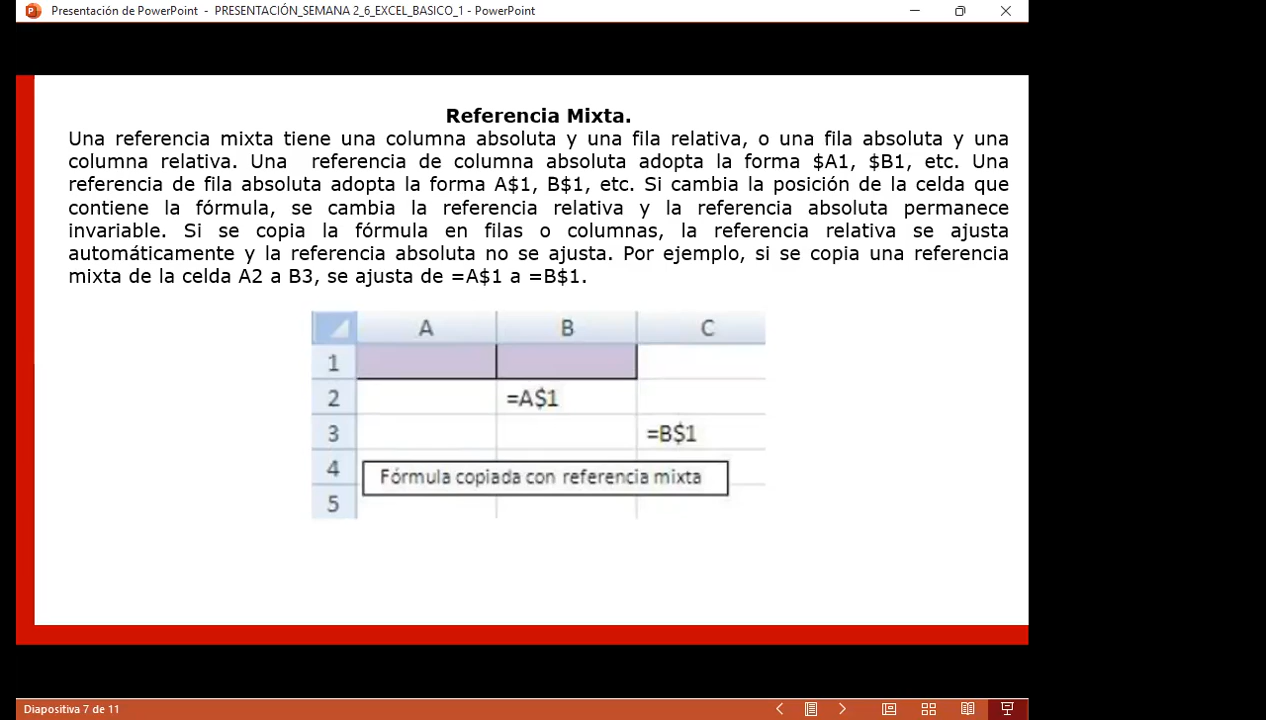 Presentación de PowerPoint - PRESENTACIÓN_SEMANA 2_6_EXCEL_BASICO_1 - PowerPoint
Referencia Mixta.
Una referencia mixta tiene una columna absoluta y una fila relativa, o una fila absoluta y una
columna relativa. Una referencia de columna absoluta adopta la forma $A1, $B1, etc. Una
referencia de fila absoluta adopta la forma A$1, B$1, etc. Si cambia la posición de la celda que
contiene la fórmula, se cambia la referencia relativa y la referencia absoluta permanece
invariable. Si se copia la fórmula en filas o columnas, la referencia relativa se ajusta
automáticamente y la referencia absoluta no se ajusta. Por ejemplo, si se copia una referencia
mixta de la celda A2 a B3, se ajusta de =A$1 a =B$1.
A B C
1
2 =A$1
3 =B$1
4 Fórmula copiada con referencia mixta
5
Diapositiva 7 de 11